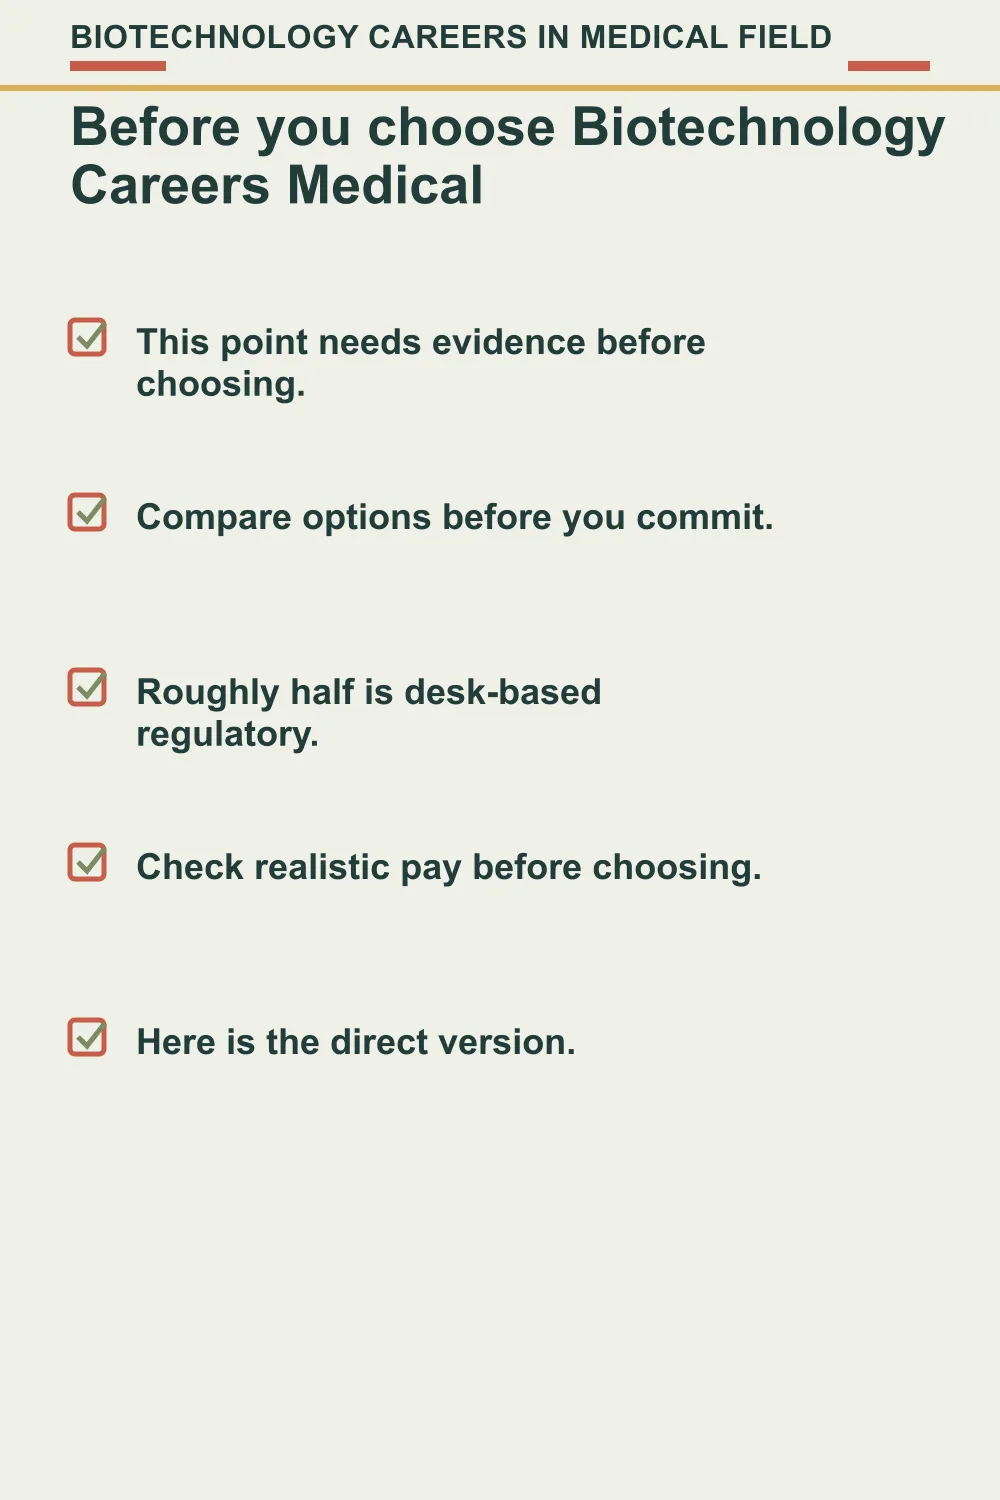 BIOTECHNOLOGY CAREERS IN MEDICAL FIELD
Before you choose Biotechnology
Careers Medical
This point needs evidence before
choosing.
Compare options before you commit.
Roughly half is desk-based
regulatory.
Check realistic pay before choosing.
Here is the direct version.